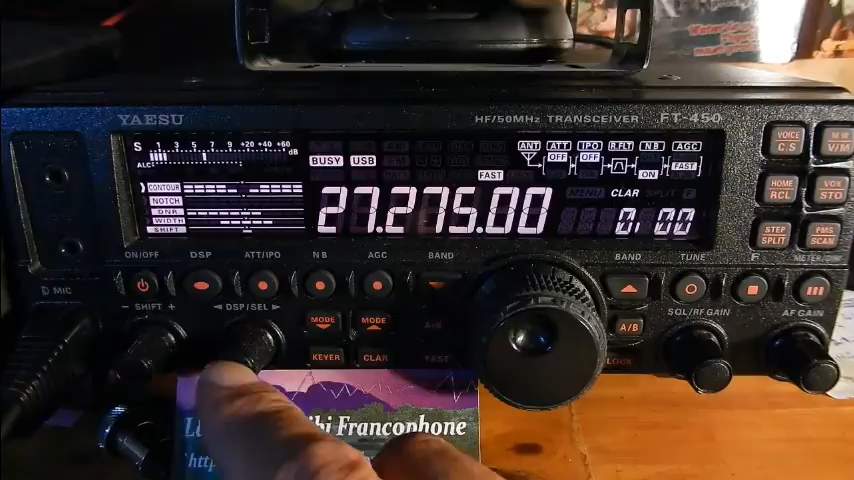 YAESU
HF/50MHz TRANSCEIVER FT-450
S 1 3 5 7 9 +20 +40 +60 dB
ALC
BUSY USB
FAST
ANT ATT IPO R.FLT NB AGC
OFF OFF ON FAST
CONTOUR
NOTCH
DNR
WIDTH
SHIFT
27.275.00
MENU CLAR SPLIT F
0.00
VOICE C.S
M W V/M
HOME RCL
VOX STO
STEP SPLIT
PMS SCAN
ON/OFF DSP ATT/IPO NB AGC BAND
BAND TUNE F METER/DIM
MIC
- SHIFT +
◄ DSP/SEL ►
MODE MODE
A=B
A/B
SQL/RF GAIN
AF GAIN
KEYER CLAR FAST
LOCK
Francophone
http